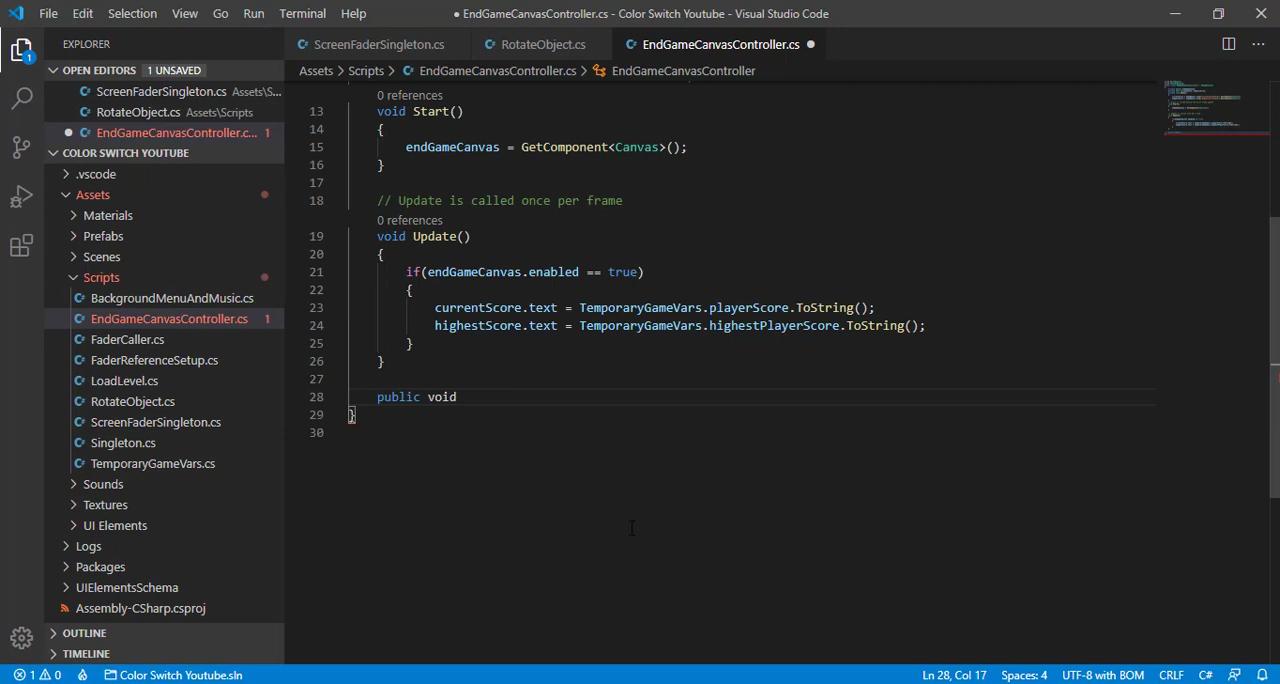 File Edit Selection View Go Run Terminal Help ● EndGameCanvasController.cs - Color Switch Youtube - Visual Studio Code
EXPLORER ...
ScreenFaderSingleton.cs RotateObject.cs EndGameCanvasController.cs ●
OPEN EDITORS 1 UNSAVED
ScreenFaderSingleton.cs Assets\S...
RotateObject.cs Assets\Scripts
EndGameCanvasController.c... 1
COLOR SWITCH YOUTUBE
.vscode
Assets
Materials
Prefabs
Scenes
Scripts
BackgroundMenuAndMusic.cs
EndGameCanvasController.cs 1
FaderCaller.cs
FaderReferenceSetup.cs
LoadLevel.cs
RotateObject.cs
ScreenFaderSingleton.cs
Singleton.cs
TemporaryGameVars.cs
Sounds
Textures
UI Elements
Logs
Packages
UIElementsSchema
Assembly-CSharp.csproj
OUTLINE
TIMELINE
Assets > Scripts > EndGameCanvasController.cs > EndGameCanvasController
0 references
13 void Start()
14 {
15 endGameCanvas = GetComponent<Canvas>();
16 }
17
18 // Update is called once per frame
0 references
19 void Update()
20 {
21 if(endGameCanvas.enabled == true)
22 {
23 currentScore.text = TemporaryGameVars.playerScore.ToString();
24 highestScore.text = TemporaryGameVars.highestPlayerScore.ToString();
25 }
26 }
27
28 public void
29 }
30
1 0 Color Switch Youtube.sln Ln 28, Col 17 Spaces: 4 UTF-8 with BOM CRLF C#